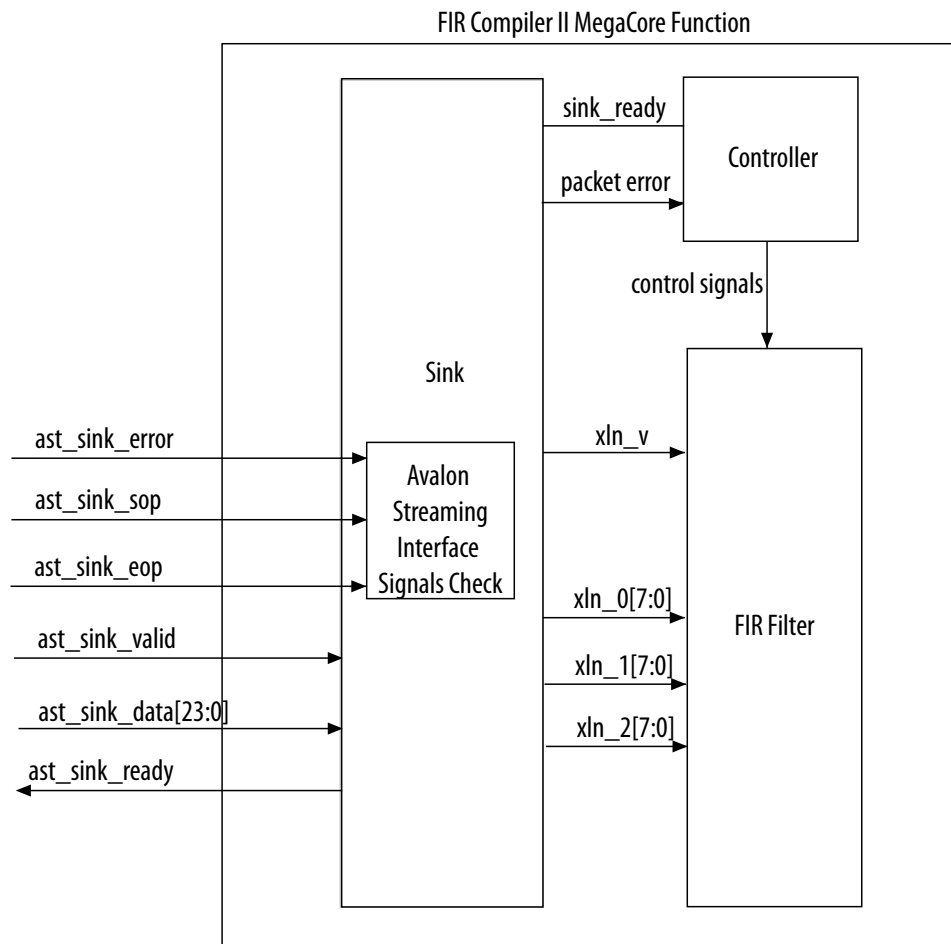 FIR Compiler II MegaCore Function
sink_ready
Controller
packet error
control signals
Sink
ast_sink_error
xln_v
Avalon
Streaming
Interface
Signals Check
ast_sink_sop
ast_sink_eop
xln_0[7:0]
FIR Filter
ast_sink_valid
xln_1[7:0]
ast_sink_data[23:0]
xln_2[7:0]
ast_sink_ready